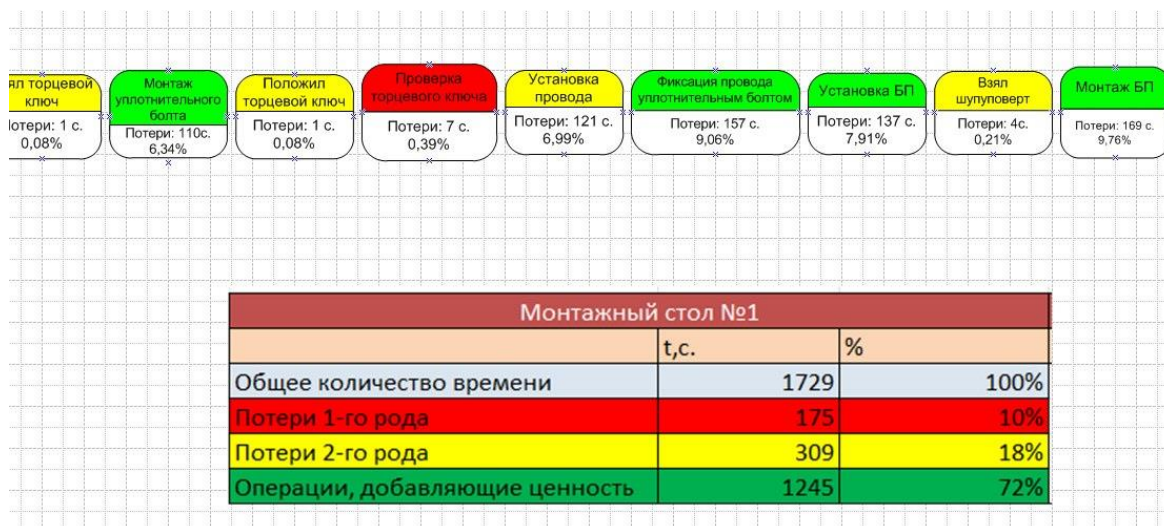 ял торцевой
ключ
Потери: 1 с.
0,08%
Монтаж
уплотнительного
болта
Потери: 110с.
6,34%
Положил
торцевой ключ
Потери: 1 с.
0,08%
Проверка
торцевого ключа
Потери: 7 с.
0,39%
Установка
провода
Потери: 121 с.
6,99%
Фиксация провода
уплотнительным болтом
Потери: 157 с.
9,06%
Установка БП
Потери: 137 с.
7,91%
Взял
шупуповерт
Потери: 4с.
0,21%
Монтаж БП
Потери: 169 с.
9,76%
Монтажный стол №1
t,с. %
Общее количество времени 1729 100%
Потери 1-го рода 175 10%
Потери 2-го рода 309 18%
Операции, добавляющие ценность 1245 72%